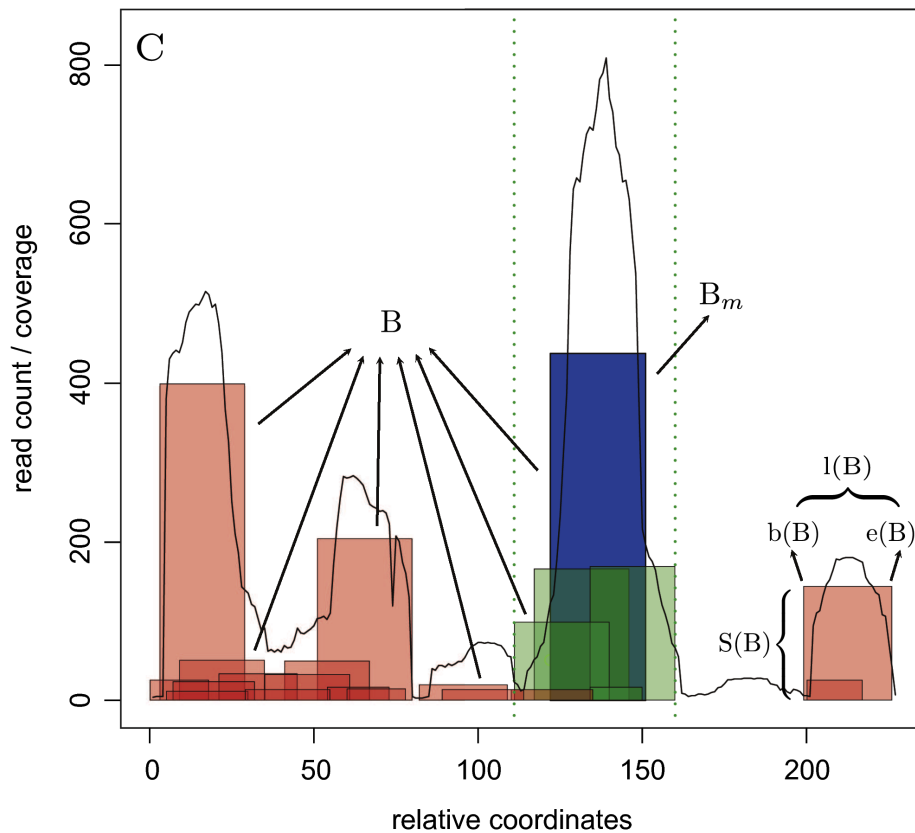 C
800
600
400
200
0
read count / coverage
B
B_m
l(B)
b(B) e(B)
S(B)
0 50 100 150 200
relative coordinates